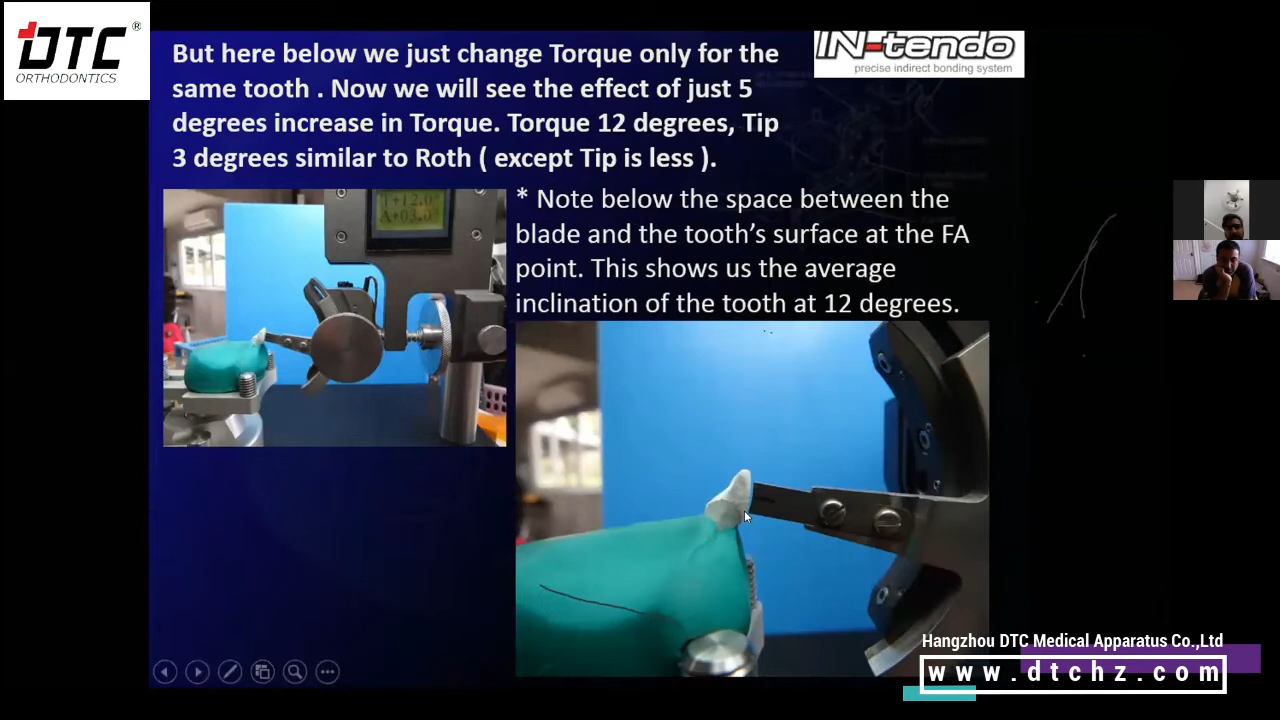 DTC®
ORTHODONTICS
But here below we just change Torque only for the
same tooth . Now we will see the effect of just 5
degrees increase in Torque. Torque 12 degrees, Tip
3 degrees similar to Roth ( except Tip is less ).
IN-tendo
precise indirect bonding system
T+12.0°
A+03.0°
* Note below the space between the
blade and the tooth’s surface at the FA
point. This shows us the average
inclination of the tooth at 12 degrees.
Hangzhou DTC Medical Apparatus Co.,Ltd
www.dtchz.com